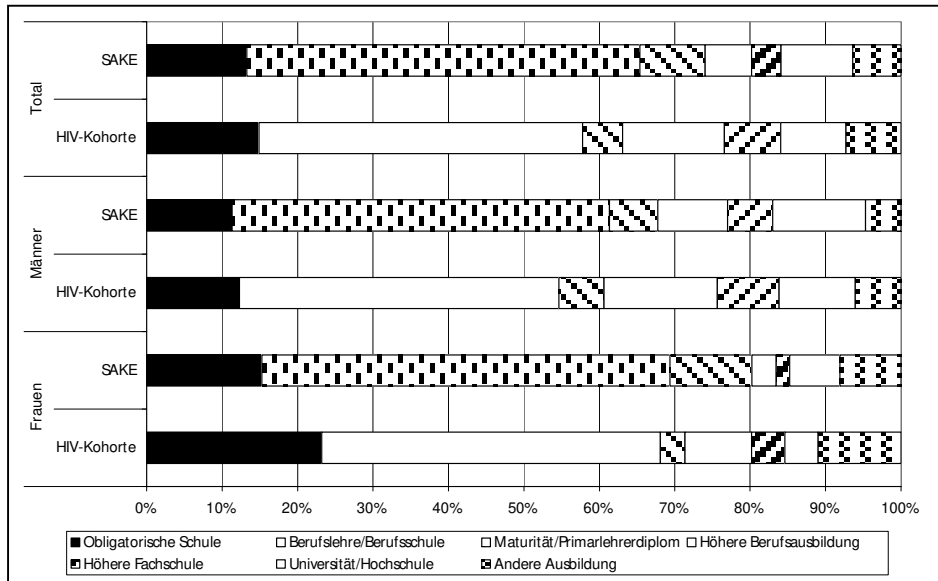 Total
SAKE
HIV-Kohorte
Männer
SAKE
HIV-Kohorte
Frauen
SAKE
HIV-Kohorte
0% 10% 20% 30% 40% 50% 60% 70% 80% 90% 100%
Obligatorische Schule Berufslehre/Berufsschule Maturität/Primarlehrerdiplom Höhere Berufsausbildung
Höhere Fachschule Universität/Hochschule Andere Ausbildung